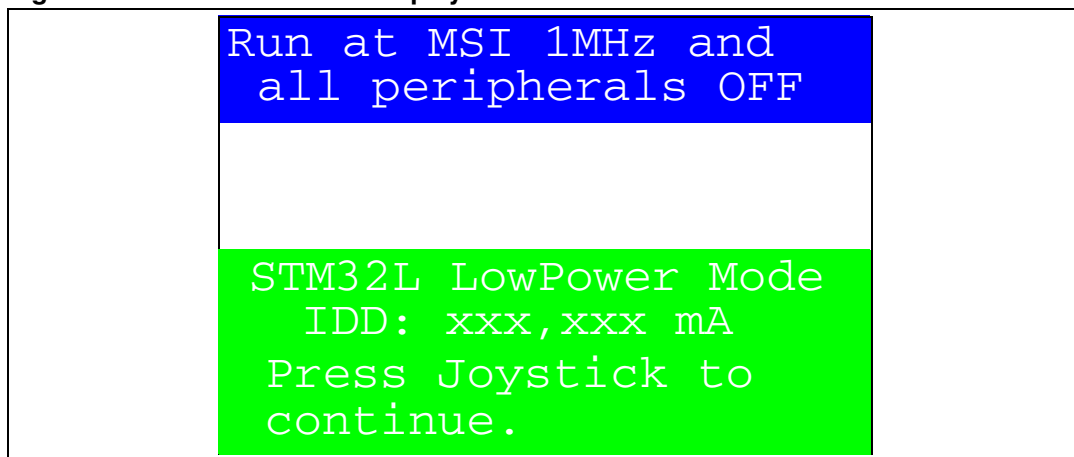 Run at MSI 1MHz and
all peripherals OFF
STM32L LowPower Mode
IDD: xxx,xxx mA
Press Joystick to
continue.